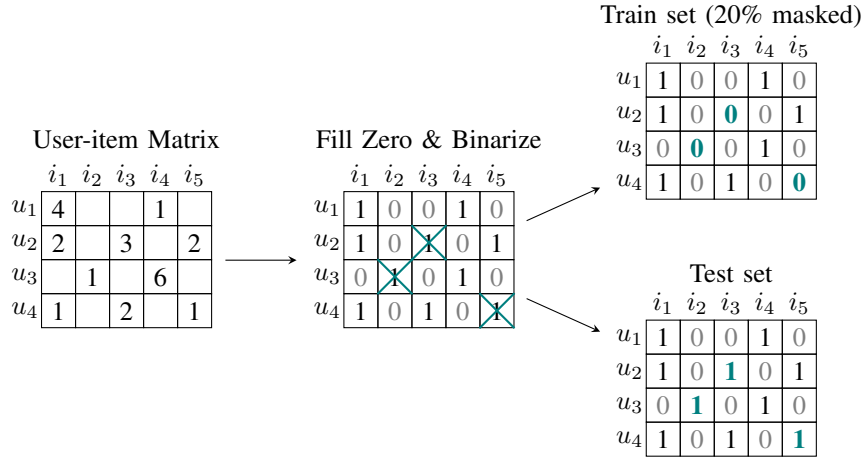 Train set (20% masked)
i₁ i₂ i₃ i₄ i₅
u₁ 1 0 0 1 0
u₂ 1 0 0 0 1
u₃ 0 0 0 1 0
u₄ 1 0 1 0 0
User-item Matrix
i₁ i₂ i₃ i₄ i₅
u₁ 4 1
u₂ 2 3 2
u₃ 1 6
u₄ 1 2 1
Fill Zero & Binarize
i₁ i₂ i₃ i₄ i₅
1 0 0 1 0
1 0 1 0 1
0 1 0 1 0
1 0 1 0 1
Test set
i₁ i₂ i₃ i₄ i₅
u₁ 1 0 0 1 0
u₂ 1 0 1 0 1
u₃ 0 1 0 1 0
u₄ 1 0 1 0 1